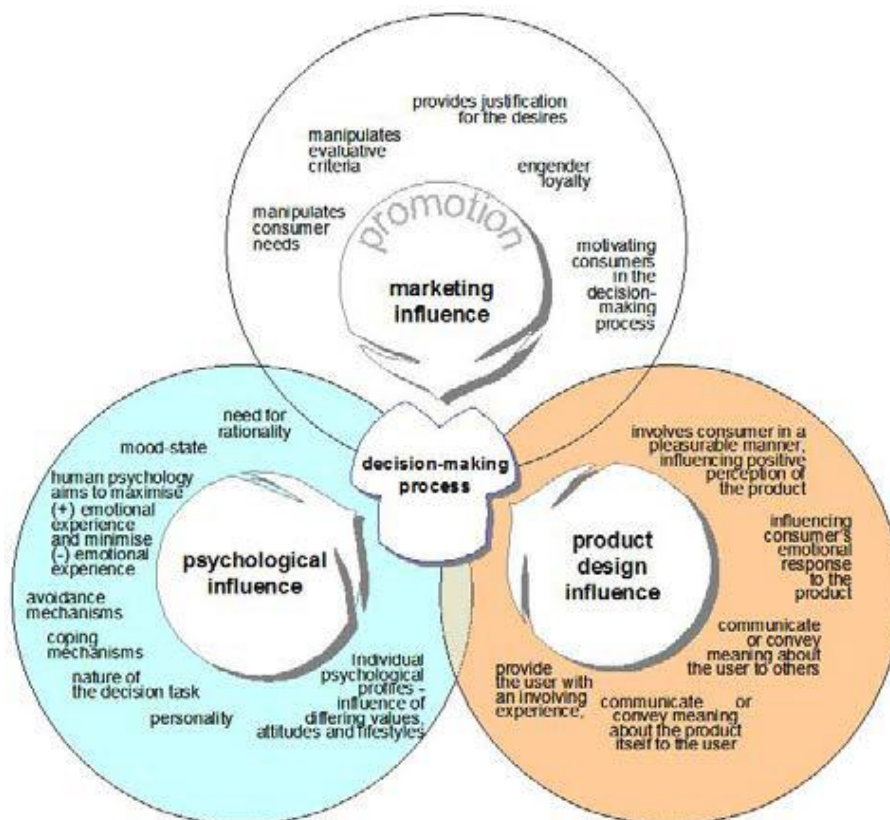 provides justification
for the desires
manipulates
evaluative
criteria
engender
loyalty
manipulates
consumer
needs
promotion
motivating
consumers
in the
decision-
making
process
marketing
influence
need for
rationality
mood-state
human psychology
aims to maximise
(+) emotional
experience
and minimise
(-) emotional
experience
avoidance
mechanisms
coping
mechanisms
nature of
the decision task
personality
Individual
psychological
profiles -
influence of
differing values,
attitudes and lifestyles
psychological
influence
decision-making
process
involves consumer in a
pleasurable manner,
influencing positive
perception of
the product
influencing
consumer's
emotional
response
to the
product
product
design
influence
communicate
or convey
meaning about
the user to others
provide
the user with
an involving
experience,
communicate or
convey meaning
about the product
itself to the user